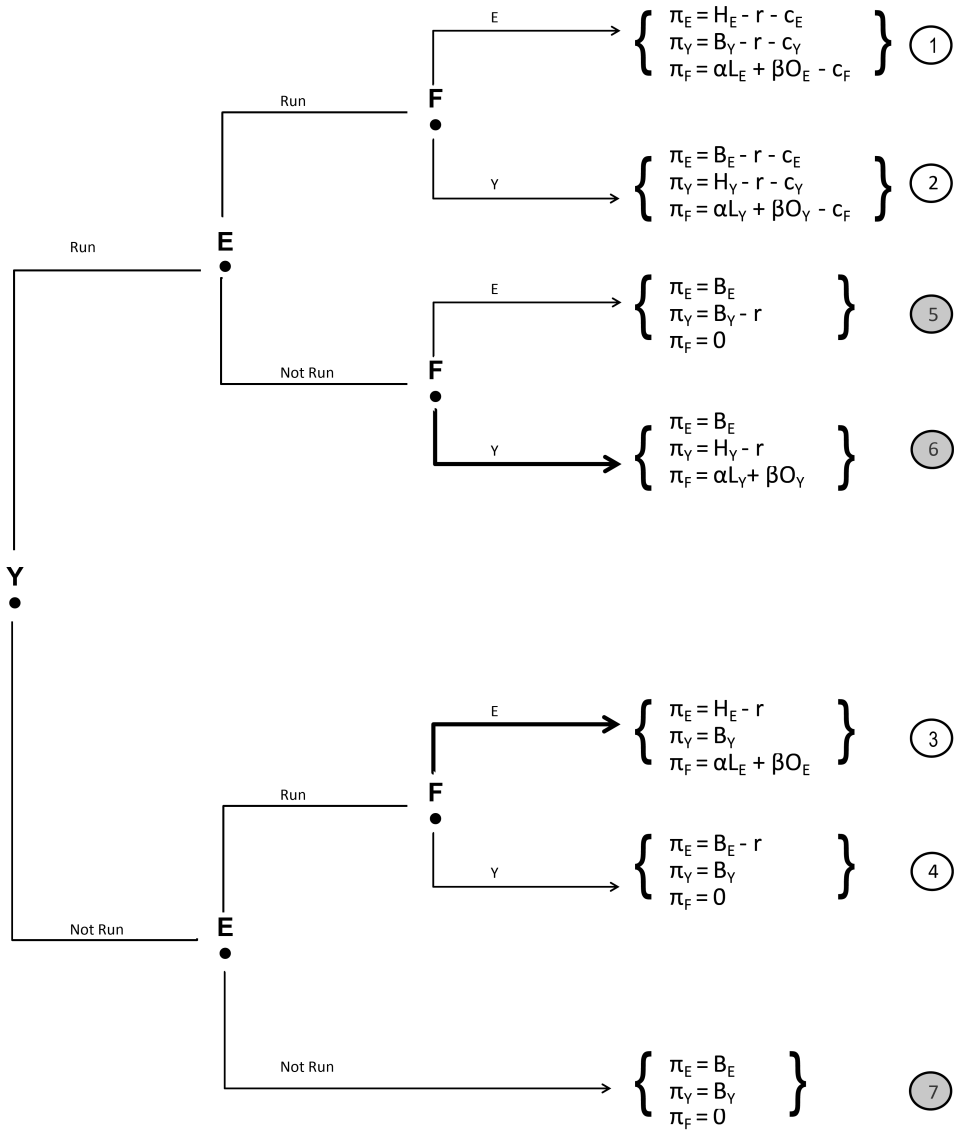 E
π_E = H_E - r - c_E
π_Y = B_Y - r - c_Y
π_F = αL_E + βO_E - c_F
1
Run
F
Y
π_E = B_E - r - c_E
π_Y = H_Y - r - c_Y
π_F = αL_Y + βO_Y - c_F
2
Run
E
E
π_E = B_E
π_Y = B_Y - r
π_F = 0
5
Not Run
F
Y
π_E = B_E
π_Y = H_Y - r
π_F = αL_Y + βO_Y
6
Y
E
π_E = H_E - r
π_Y = B_Y
π_F = αL_E + βO_E
3
Run
F
Y
π_E = B_E - r
π_Y = B_Y
π_F = 0
4
Not Run
E
Not Run
π_E = B_E
π_Y = B_Y
π_F = 0
7